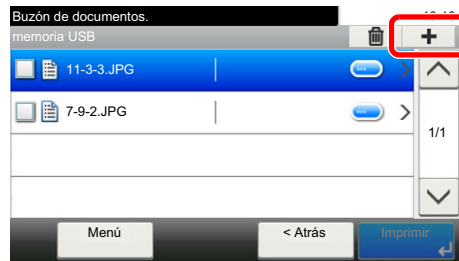 Buzón de documentos.
memoria USB
11-3-3.JPG
7-9-2.JPG
1/1
Menú
< Atrás
Imprimir